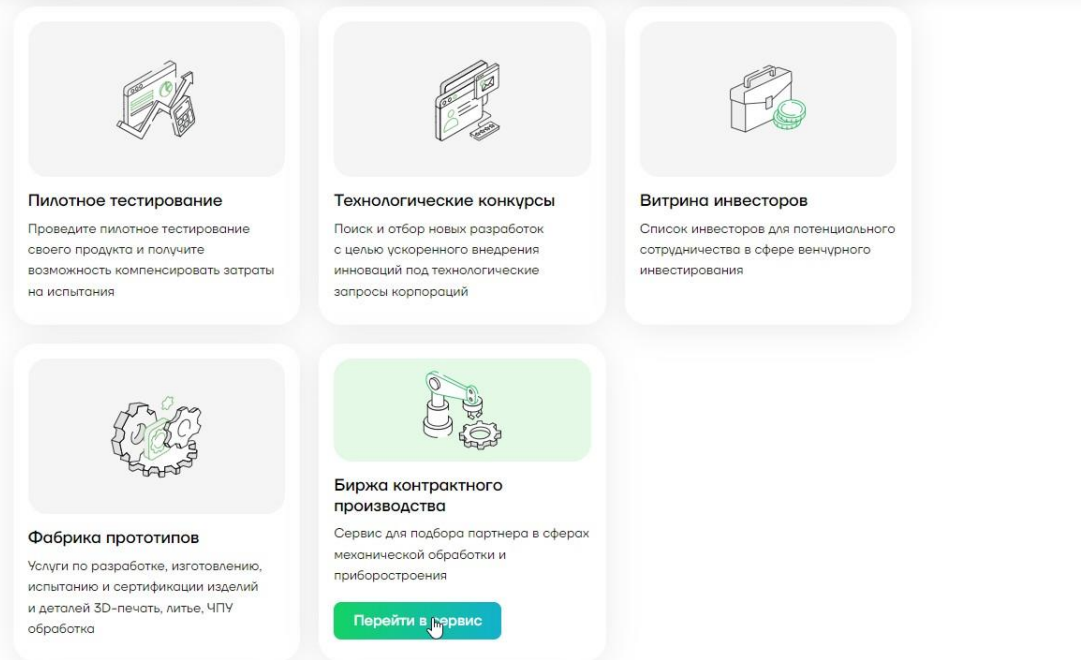 Пилотное тестирование
Проведите пилотное тестирование
своего продукта и получите
возможность компенсировать затраты
на испытания
Технологические конкурсы
Поиск и отбор новых разработок
с целью ускоренного внедрения
инноваций под технологические
запросы корпораций
Витрина инвесторов
Список инвесторов для потенциального
сотрудничества в сфере венчурного
инвестирования
Фабрика прототипов
Услуги по разработке, изготовлению,
испытанию и сертификации изделий
и деталей 3D-печать, литье, ЧПУ
обработка
Биржа контрактного
производства
Сервис для подбора партнера в сферах
механической обработки и
приборостроения
Перейти в сервис